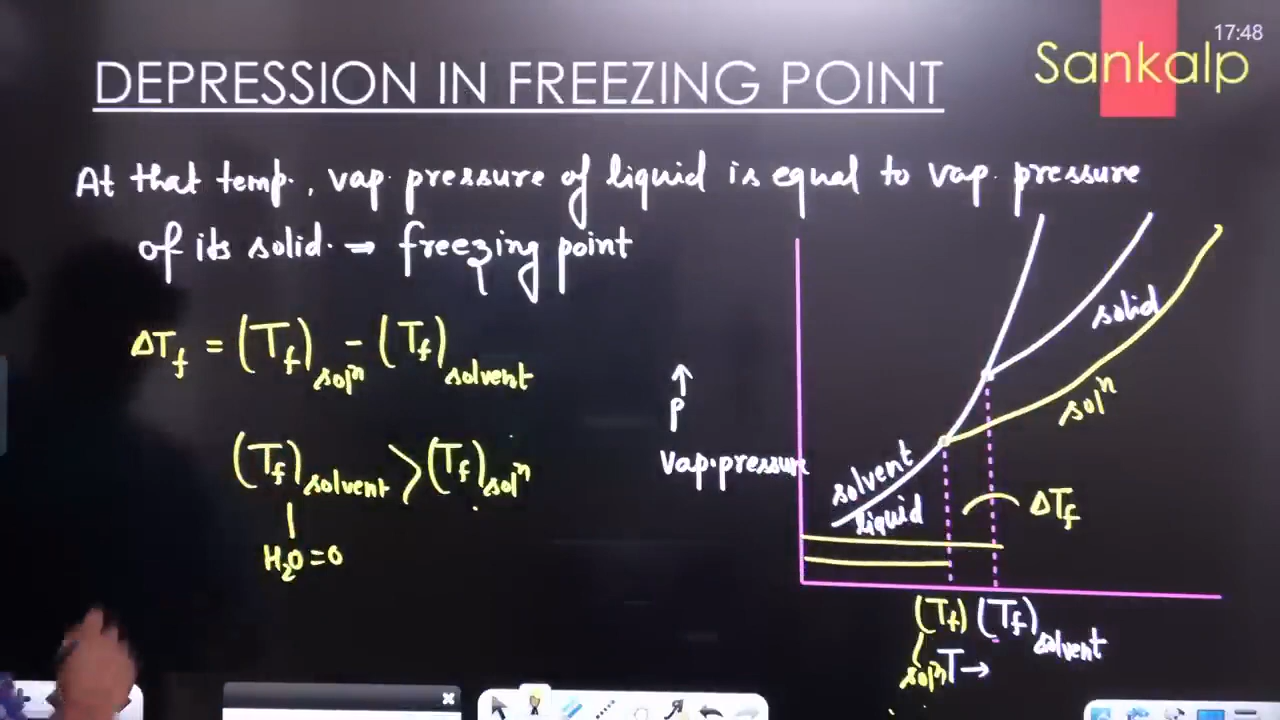 17:48
Sankalp
DEPRESSION IN FREEZING POINT
At that temp., vap. pressure of liquid is equal to vap. pressure
of its solid. → freezing point
ΔTf = (Tf)solⁿ - (Tf)solvent
(Tf)solvent > (Tf)solⁿ
H₂O = 0
↑
P
Vap. pressure
solid
solⁿ
solvent
liquid
ΔTf
(Tf) (Tf)solvent
solⁿ T →